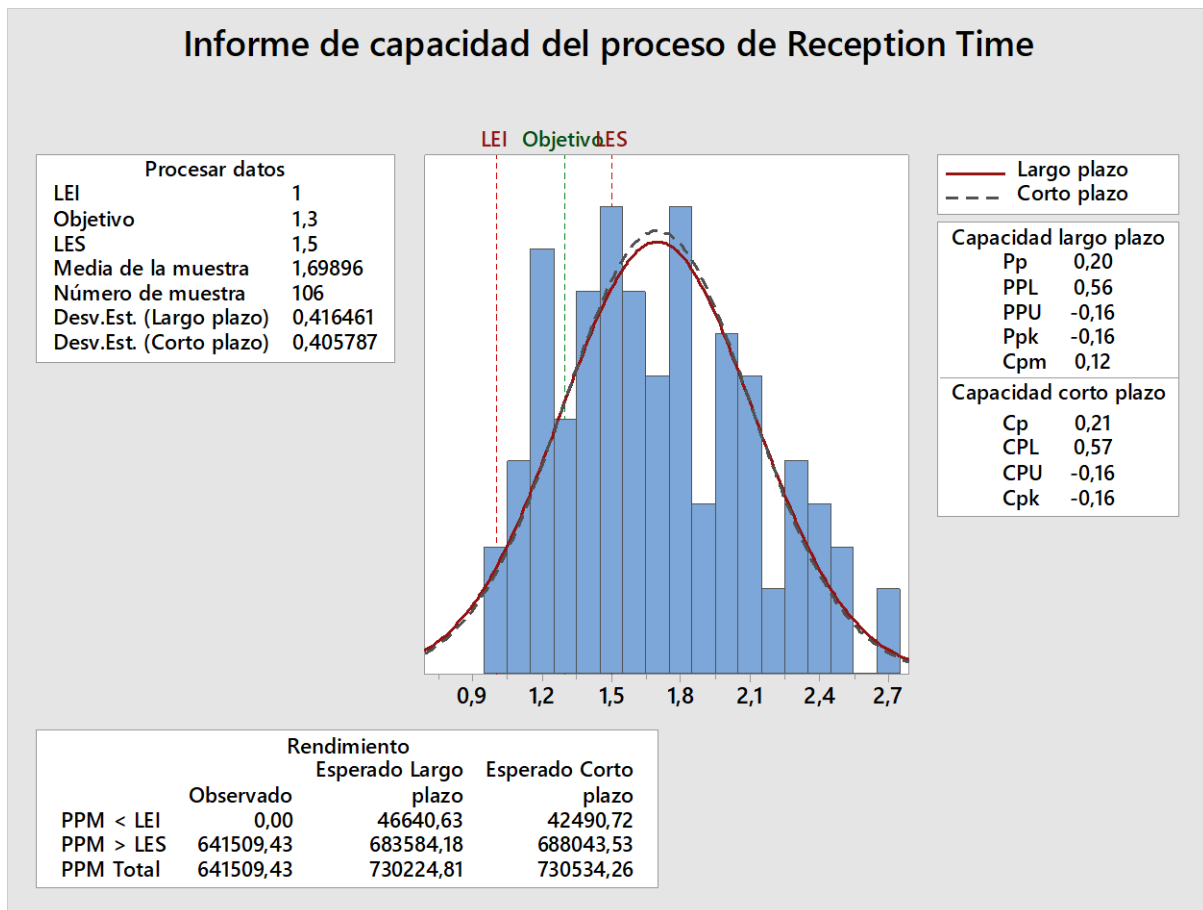 Informe de capacidad del proceso de Reception Time
LEI Objetivo LES
Procesar datos
LEI 1
Objetivo 1,3
LES 1,5
Media de la muestra 1,69896
Número de muestra 106
Desv.Est. (Largo plazo) 0,416461
Desv.Est. (Corto plazo) 0,405787
Largo plazo
Corto plazo
Capacidad largo plazo
Pp 0,20
PPL 0,56
PPU -0,16
Ppk -0,16
Cpm 0,12
Capacidad corto plazo
Cp 0,21
CPL 0,57
CPU -0,16
Cpk -0,16
0,9 1,2 1,5 1,8 2,1 2,4 2,7
Rendimiento
Esperado Largo Esperado Corto
Observado plazo plazo
PPM < LEI 0,00 46640,63 42490,72
PPM > LES 641509,43 683584,18 688043,53
PPM Total 641509,43 730224,81 730534,26